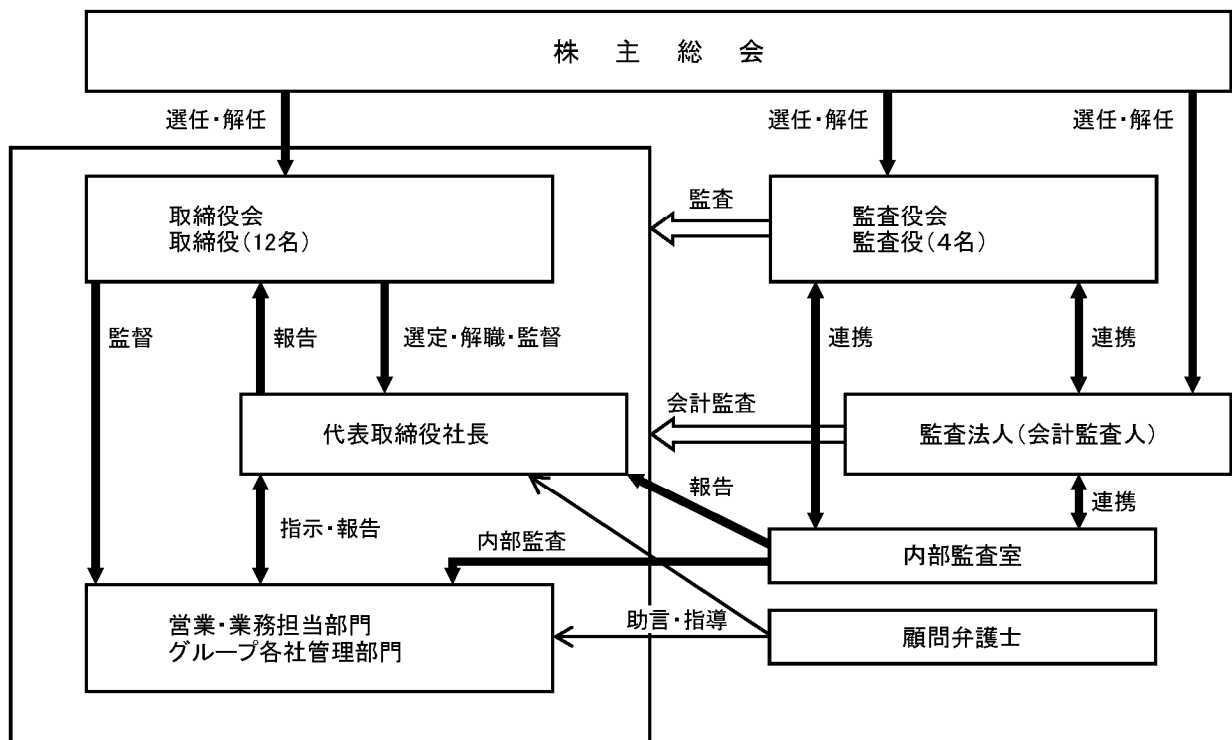 株主総会
選任・解任
選任・解任
選任・解任
取締役会
取締役(12名)
監査
監査役会
監査役(4名)
監督
報告
選定・解職・監督
連携
連携
代表取締役社長
会計監査
監査法人(会計監査人)
報告
連携
指示・報告
内部監査
内部監査室
営業・業務担当部門
グループ各社管理部門
助言・指導
顧問弁護士